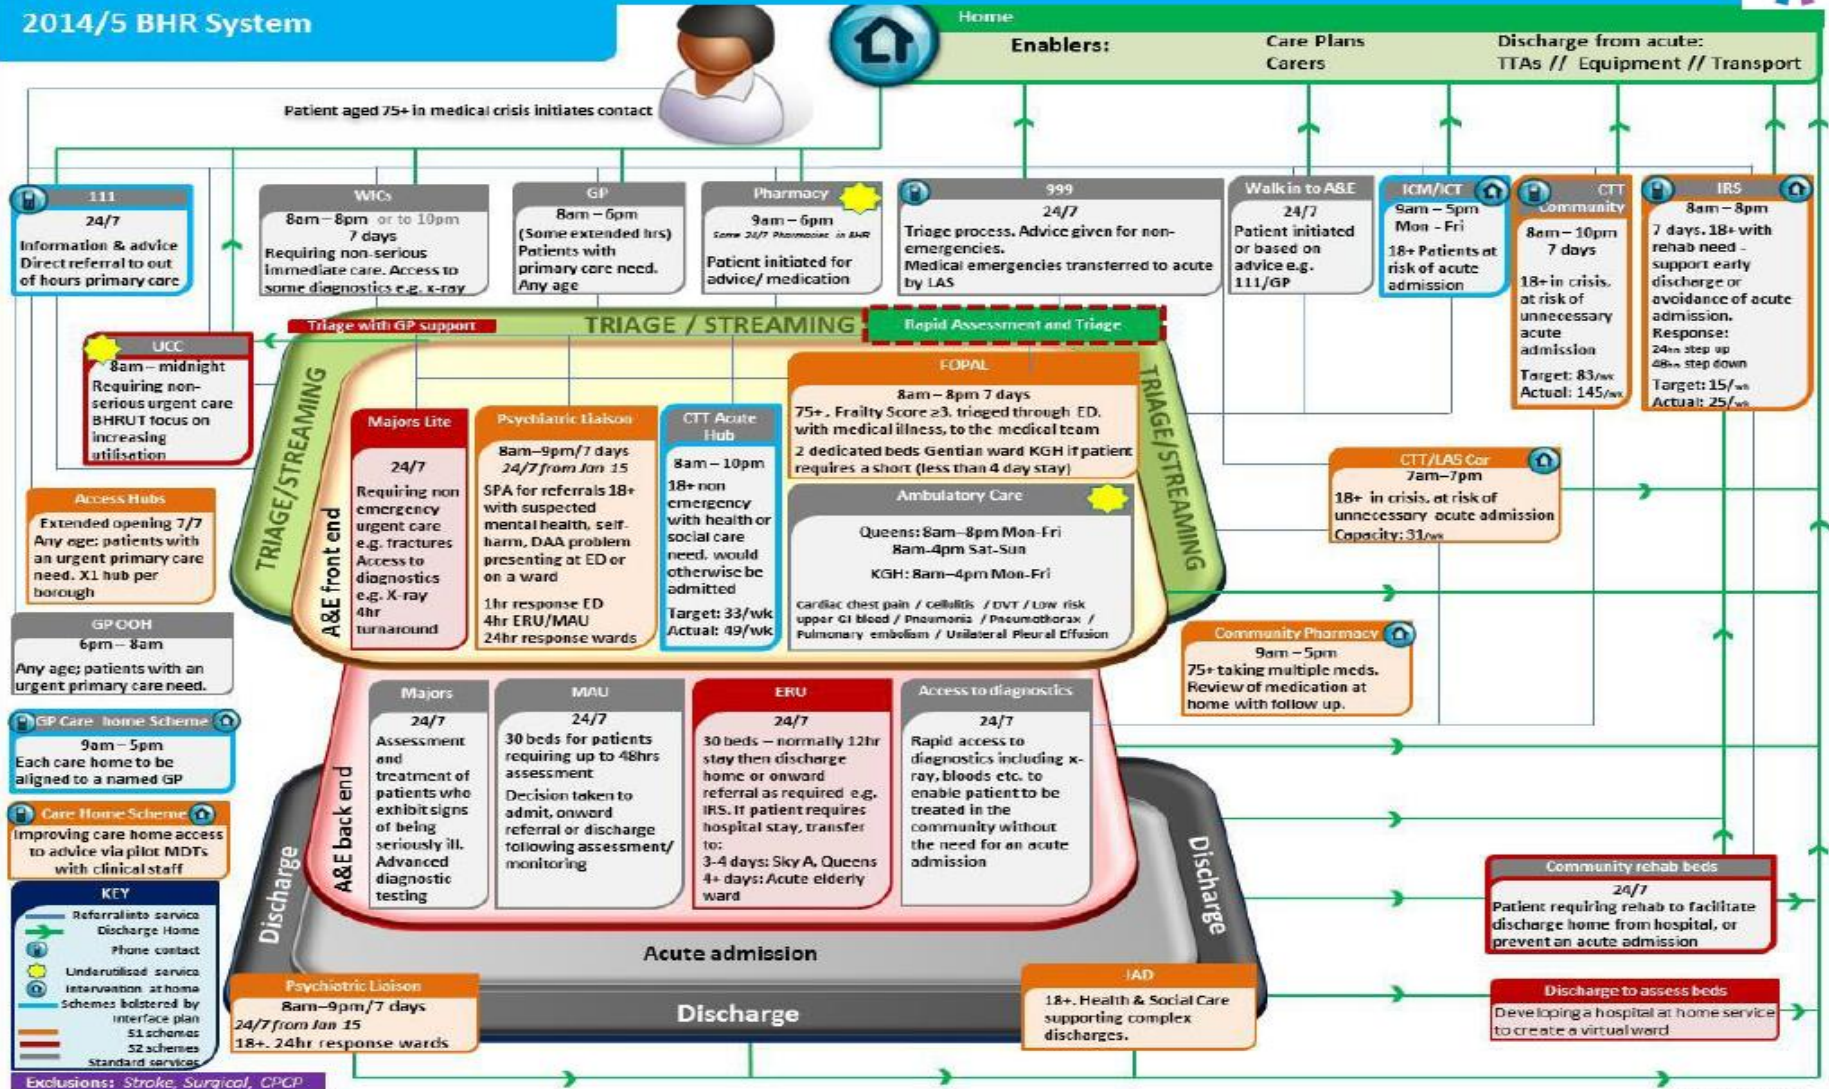 2014/5 BHR System
Home
Enablers:
Care Plans
Carers
Discharge from acute:
TTAs // Equipment // Transport
Patient aged 75+ in medical crisis initiates contact
111
24/7
Information & advice
Direct referral to out
of hours primary care
WICs
8am – 8pm or to 10pm
7 days
Requiring non-serious
immediate care. Access to
some diagnostics e.g. x-ray
GP
8am – 6pm
(Some extended hrs)
Patients with
primary care need.
Any age
Pharmacy
9am – 6pm
Some 24/7 Pharmacies in BHR
Patient initiated for
advice/ medication
999
24/7
Triage process. Advice given for non-
emergencies.
Medical emergencies transferred to acute
by LAS
Walk in to A&E
24/7
Patient initiated
or based on
advice e.g.
111/GP
ICM/ICT
9am – 5pm
Mon - Fri
18+ Patients at
risk of acute
admission
CTT
Community
8am – 10pm
7 days
18+ in crisis,
at risk of
unnecessary
acute
admission
Target: 83/wk
Actual: 145/wk
IRS
8am – 8pm
7 days. 18+ with
rehab need -
support early
discharge or
avoidance of acute
admission.
Response:
24hrs step up
48hrs step down
Target: 15/wk
Actual: 25/wk
UCC
8am – midnight
Requiring non-
serious urgent care
BHRUT focus on
increasing
utilisation
Access Hubs
Extended opening 7/7
Any age; patients with
an urgent primary care
need. X1 hub per
borough
GP OOH
6pm – 8am
Any age; patients with an
urgent primary care need.
GP Care home Scheme
9am – 5pm
Each care home to be
aligned to a named GP
Care Home Scheme
Improving care home access
to advice via pilot MDTs
with clinical staff
KEY
Referral into service
Discharge Home
Phone contact
Underutilised service
Intervention at home
Schemes bolstered by
interface plan
S1 schemes
S2 schemes
Standard services
Exclusions: Stroke, Surgical, CPCP
Triage with GP support
TRIAGE / STREAMING
Rapid Assessment and Triage
TRIAGE/STREAMING
TRIAGE/STREAMING
A&E front end
Majors Lite
24/7
Requiring non
emergency
urgent care
e.g. fractures
Access to
diagnostics
e.g. X-ray
4hr
turnaround
Psychiatric Liaison
8am–9pm/7 days
24/7 from Jan 15
SPA for referrals 18+
with suspected
mental health, self-
harm, DAA problem
presenting at ED or
on a ward
1hr response ED
4hr ERU/MAU
24hr response wards
CTT Acute
Hub
8am – 10pm
18+ non
emergency
with health or
social care
need, would
otherwise be
admitted
Target: 33/wk
Actual: 49/wk
FOPAL
8am – 8pm 7 days
75+, Frailty Score ≥3, triaged through ED,
with medical illness, to the medical team
2 dedicated beds Gentian ward KGH if patient
requires a short (less than 4 day stay)
Ambulatory Care
Queens: 8am–8pm Mon-Fri
8am-4pm Sat-Sun
KGH: 8am–4pm Mon-Fri
Cardiac chest pain / Cellulitis / DVT / Low risk
upper GI bleed / Pneumonia / Pneumothorax /
Pulmonary embolism / Unilateral Pleural Effusion
CTT/LAS Car
7am–7pm
18+ in crisis, at risk of
unnecessary acute admission
Capacity: 31/wk
Community Pharmacy
9am – 5pm
75+ taking multiple meds.
Review of medication at
home with follow up.
A&E back end
Majors
24/7
Assessment
and
treatment of
patients who
exhibit signs
of being
seriously ill.
Advanced
diagnostic
testing
MAU
24/7
30 beds for patients
requiring up to 48hrs
assessment
Decision taken to
admit, onward
referral or discharge
following assessment/
monitoring
ERU
24/7
30 beds – normally 12hr
stay then discharge
home or onward
referral as required e.g.
IRS. If patient requires
hospital stay, transfer
to:
3-4 days: Sky A, Queens
4+ days: Acute elderly
ward
Access to diagnostics
24/7
Rapid access to
diagnostics including x-
ray, bloods etc. to
enable patient to be
treated in the
community without
the need for an acute
admission
Discharge
Discharge
Acute admission
Discharge
Psychiatric Liaison
8am–9pm/7 days
24/7 from Jan 15
18+. 24hr response wards
JAD
18+. Health & Social Care
supporting complex
discharges.
Community rehab beds
24/7
Patient requiring rehab to facilitate
discharge home from hospital, or
prevent an acute admission
Discharge to assess beds
Developing a hospital at home service
to create a virtual ward